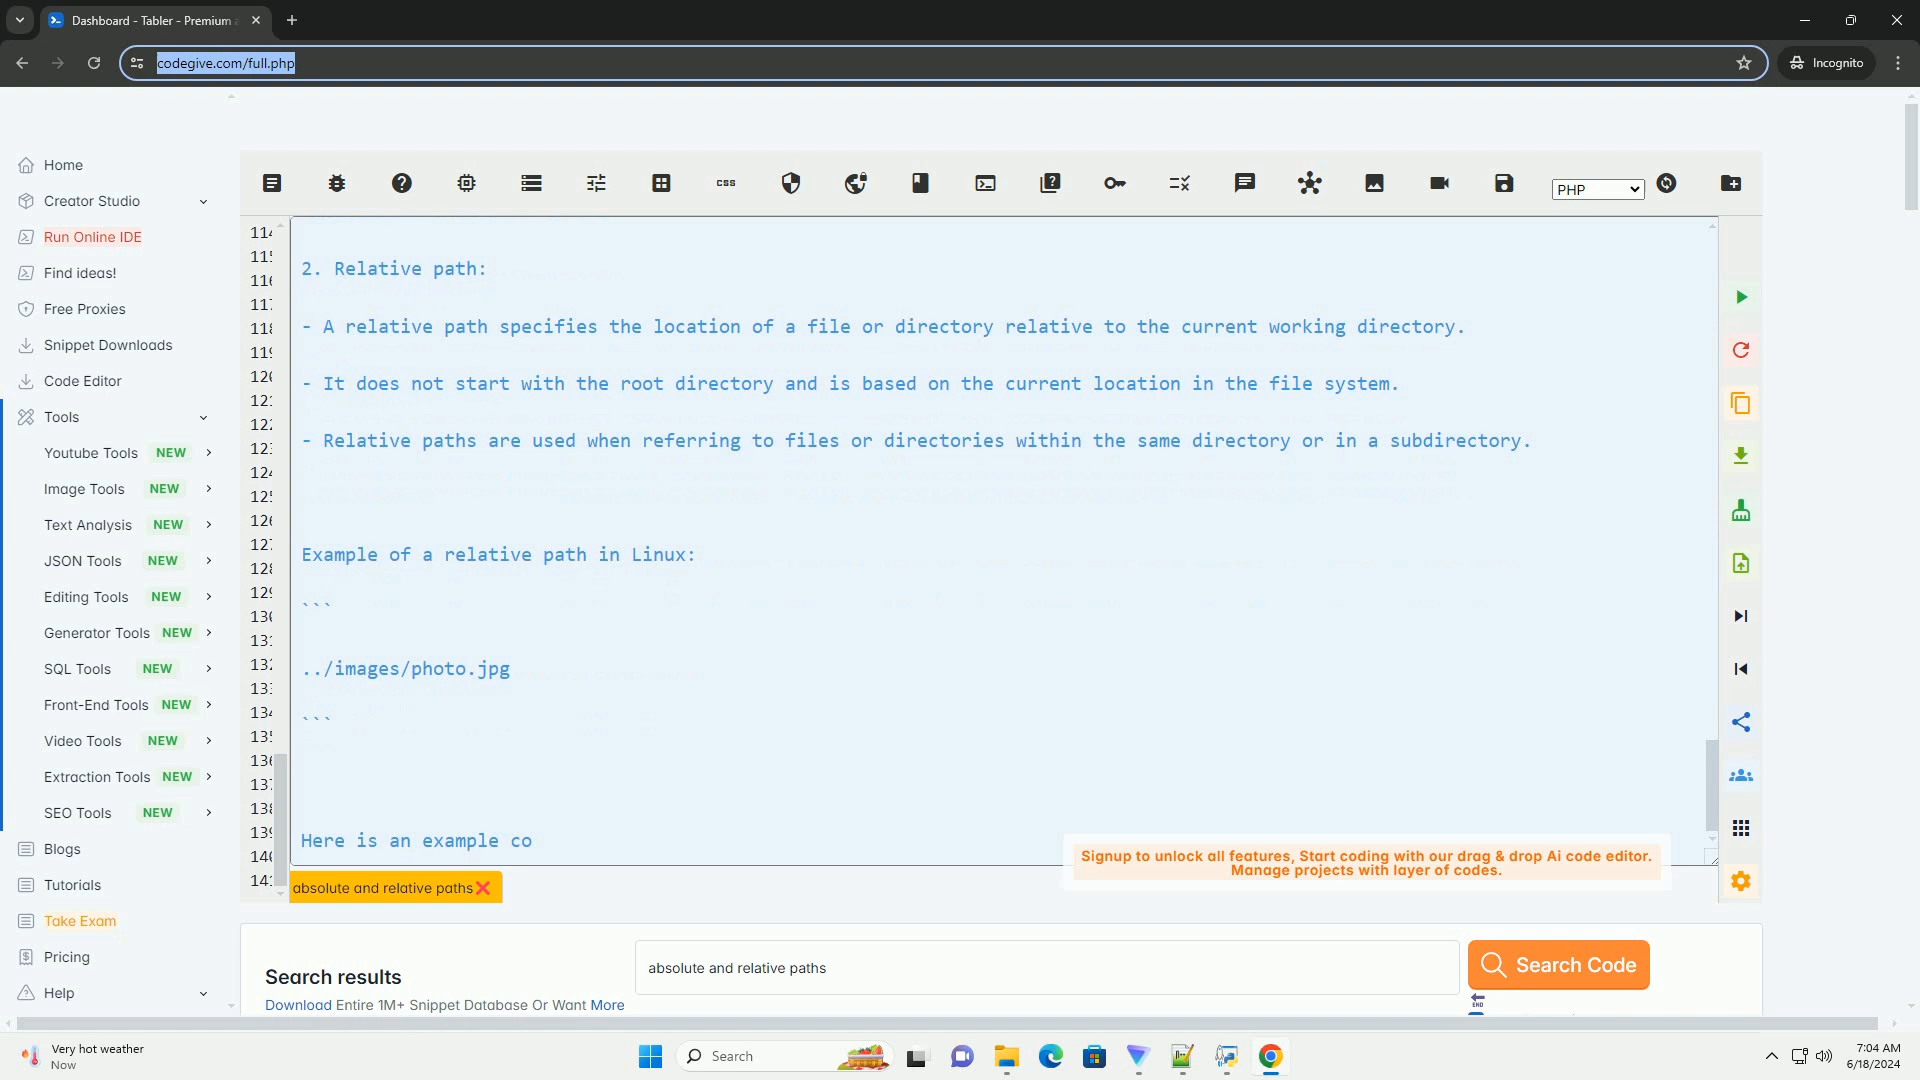 Dashboard - Tabler - Premium
codegive.com/full.php
Incognito
Home
Creator Studio
Run Online IDE
Find ideas!
Free Proxies
Snippet Downloads
Code Editor
Tools
Youtube Tools NEW
Image Tools NEW
Text Analysis NEW
JSON Tools NEW
Editing Tools NEW
Generator Tools NEW
SQL Tools NEW
Front-End Tools NEW
Video Tools NEW
Extraction Tools NEW
SEO Tools NEW
Blogs
Tutorials
Take Exam
Pricing
Help
css
PHP
2. Relative path:
- A relative path specifies the location of a file or directory relative to the current working directory.
- It does not start with the root directory and is based on the current location in the file system.
- Relative paths are used when referring to files or directories within the same directory or in a subdirectory.
Example of a relative path in Linux:
```
../images/photo.jpg
```
Here is an example co
Signup to unlock all features, Start coding with our drag & drop Ai code editor.
Manage projects with layer of codes.
absolute and relative paths
Search results
Download Entire 1M+ Snippet Database Or Want More
absolute and relative paths
Search Code
END
Very hot weather
Now
Search
7:04 AM
6/18/2024